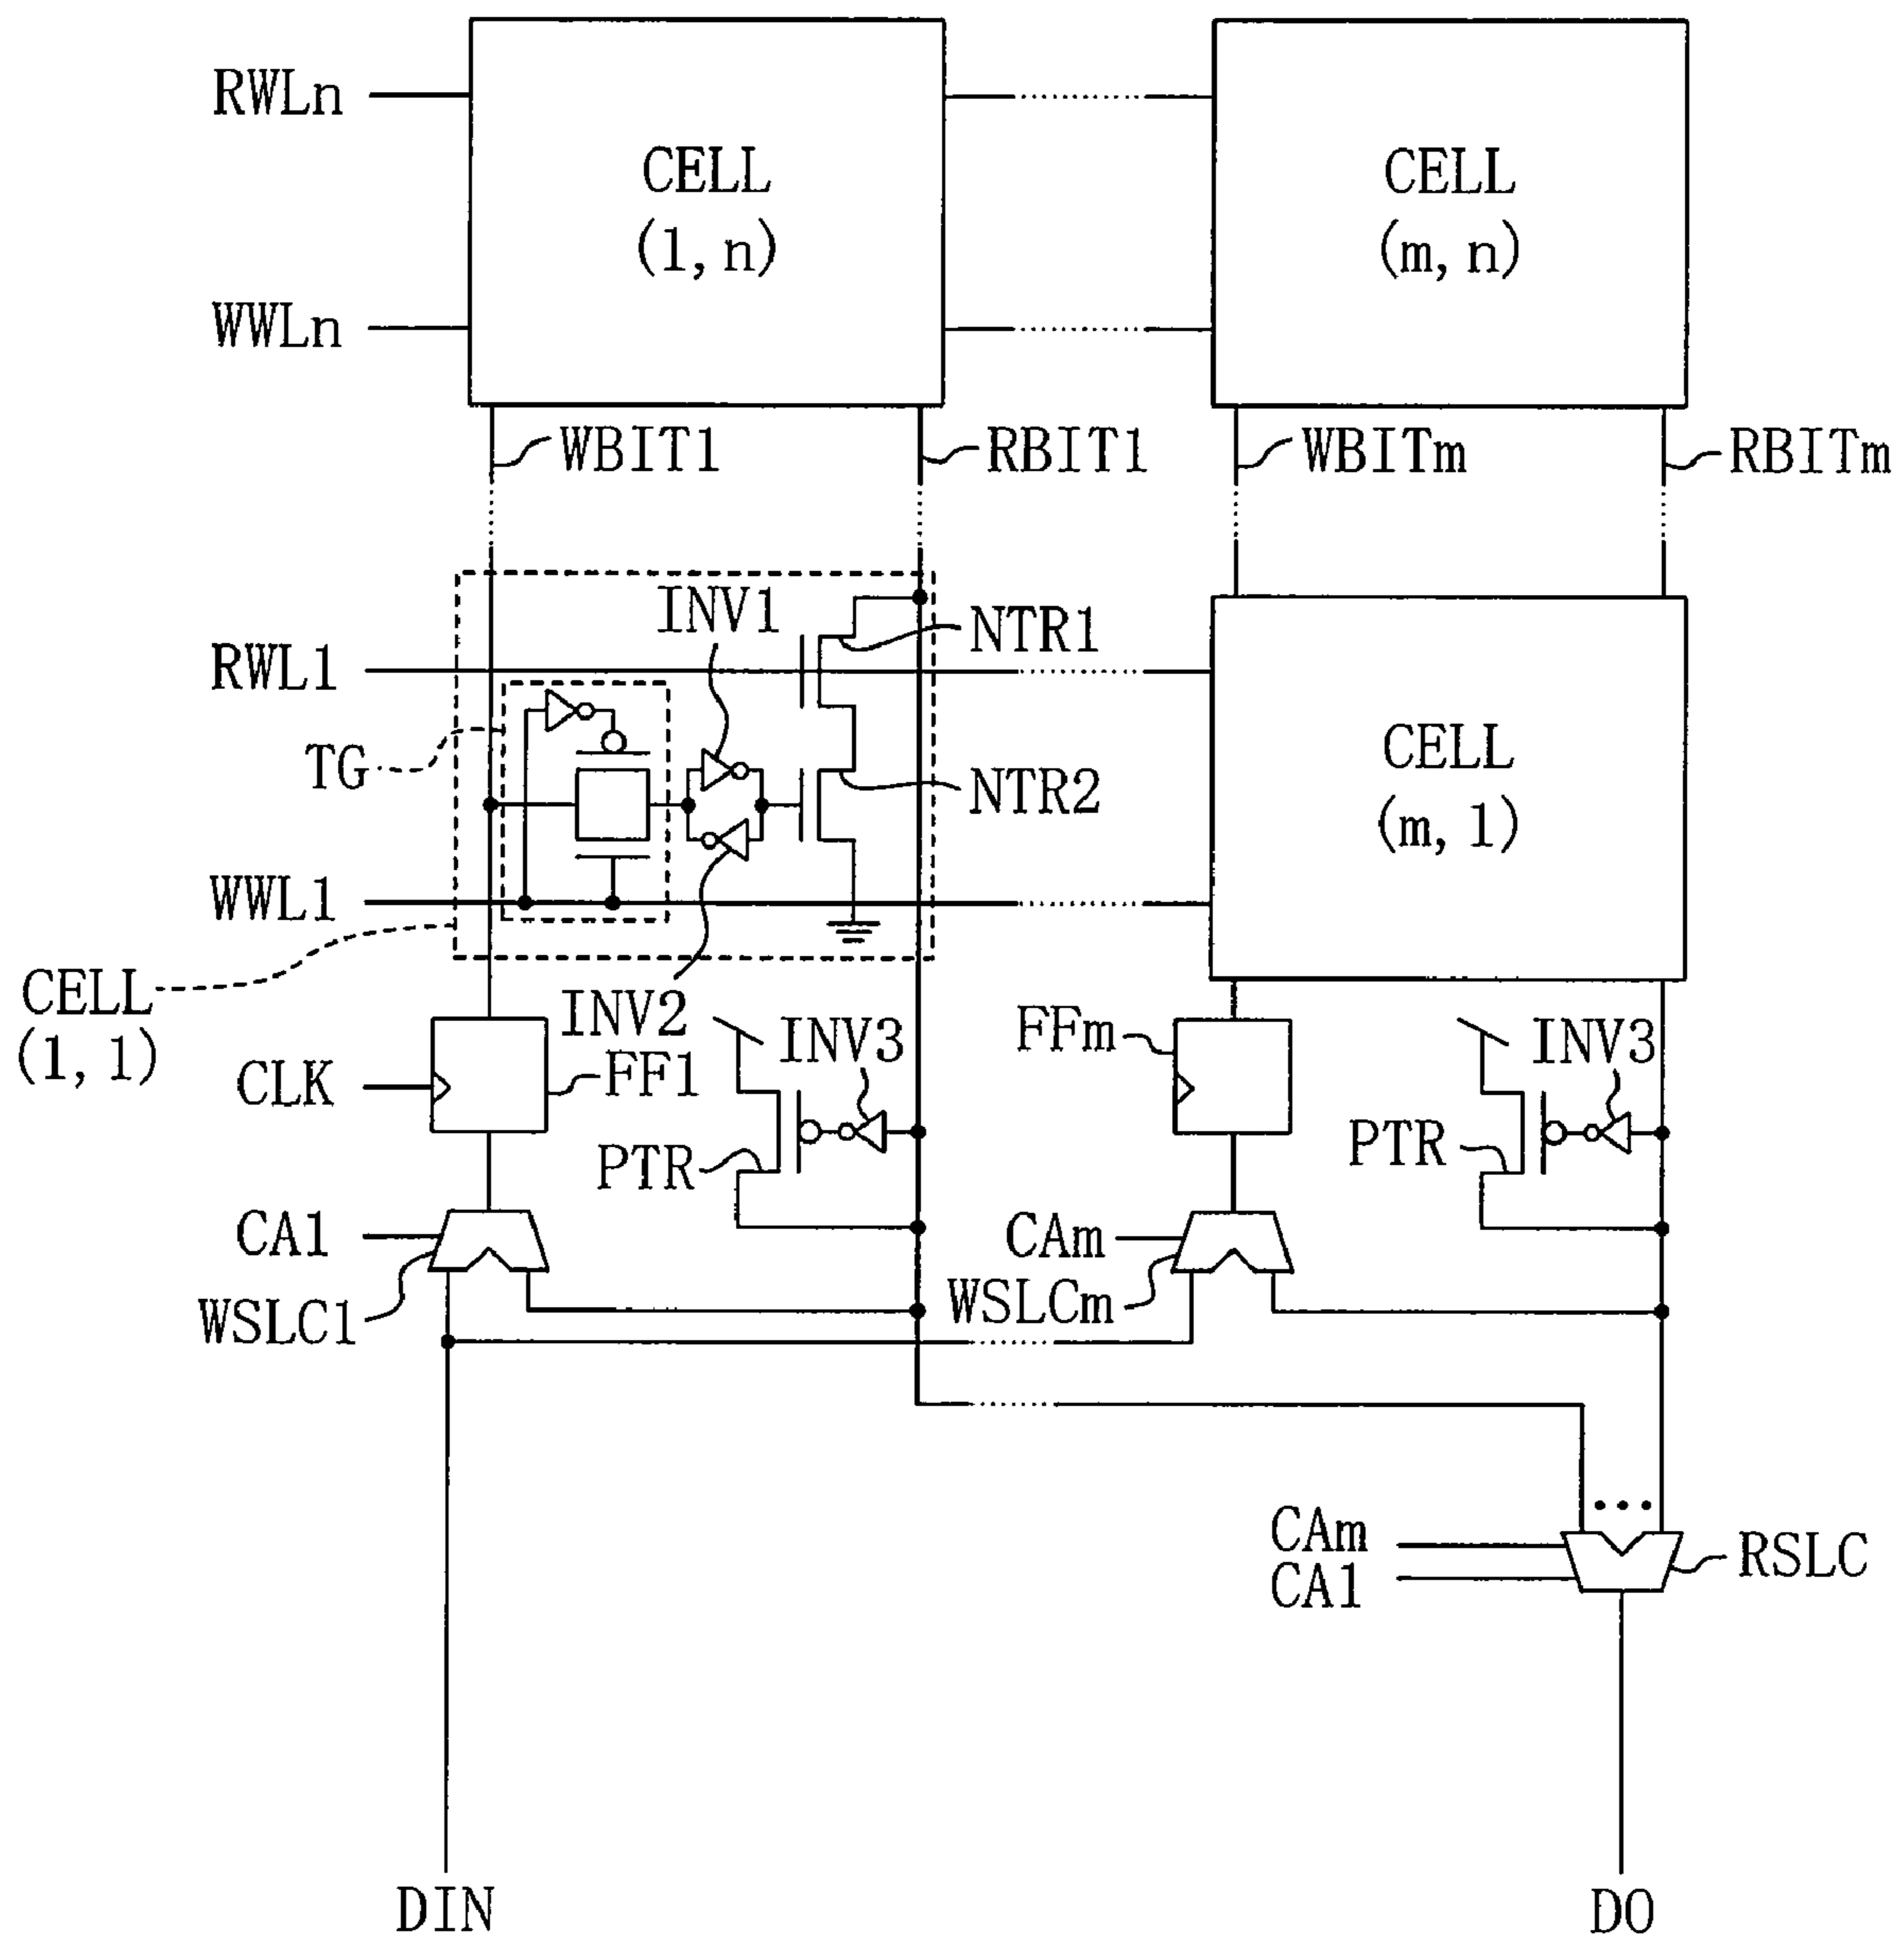 RWLn
CELL
(1, n)
CELL
(m, n)
WWLn
WBIT1
RBIT1
WBITm
RBITm
INV1
NTR1
RWL1
TG
NTR2
CELL
(m, 1)
WWL1
CELL
(1, 1)
INV2
INV3
FFm
INV3
CLK
FF1
PTR
PTR
CA1
CAm
WSLC1
WSLCm
CAm
CA1
RSLC
DIN
DO